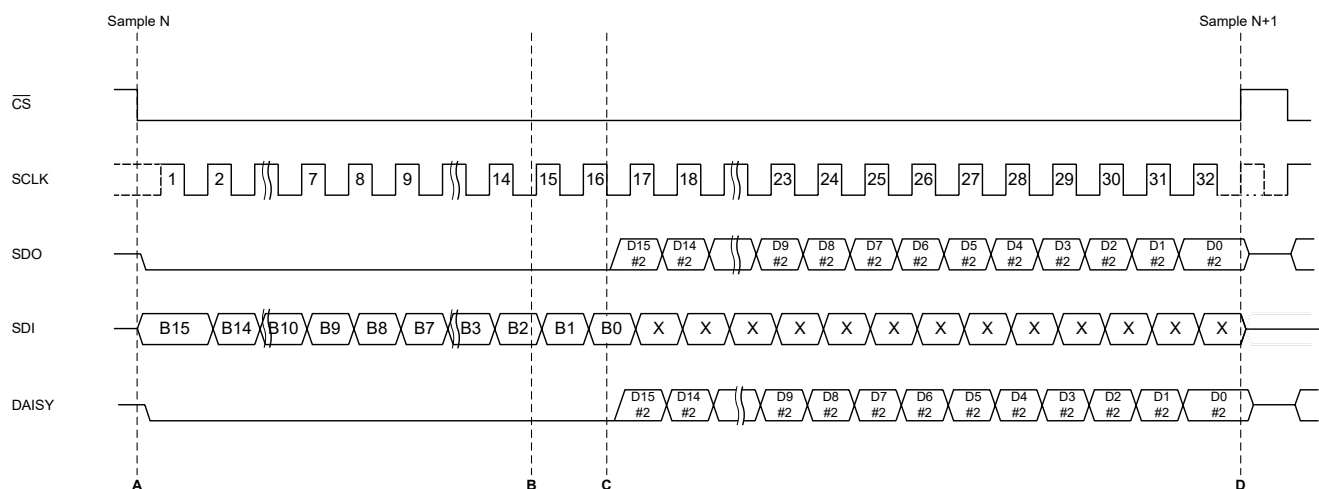 Sample N Sample N+1
CS
SCLK 1 2 7 8 9 14 15 16 17 18 23 24 25 26 27 28 29 30 31 32
SDO D15 D14 D9 D8 D7 D6 D5 D4 D3 D2 D1 D0
#2 #2 #2 #2 #2 #2 #2 #2 #2 #2 #2 #2
SDI B15 B14 B10 B9 B8 B7 B3 B2 B1 B0 X X X X X X X X X X X X X
DAISY D15 D14 D9 D8 D7 D6 D5 D4 D3 D2 D1 D0
#2 #2 #2 #2 #2 #2 #2 #2 #2 #2 #2 #2
A B C D